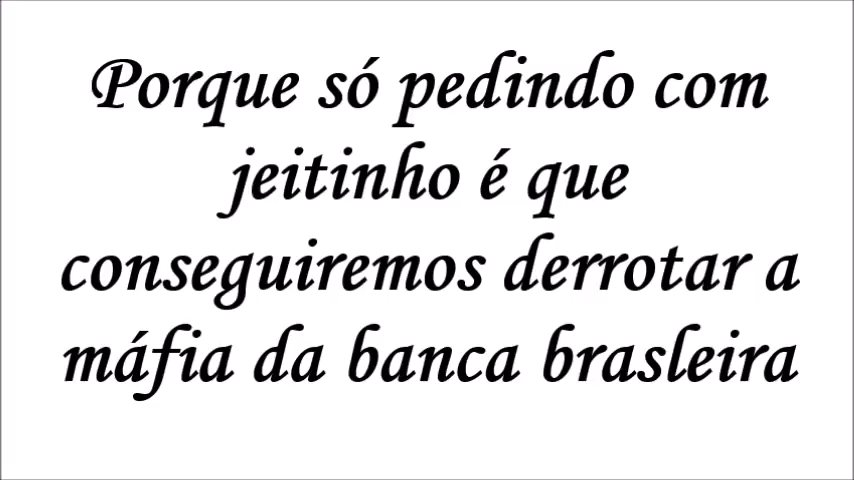 Porque só pedindo com
jeitinho é que
conseguiremos derrotar a
máfia da banca brasleira